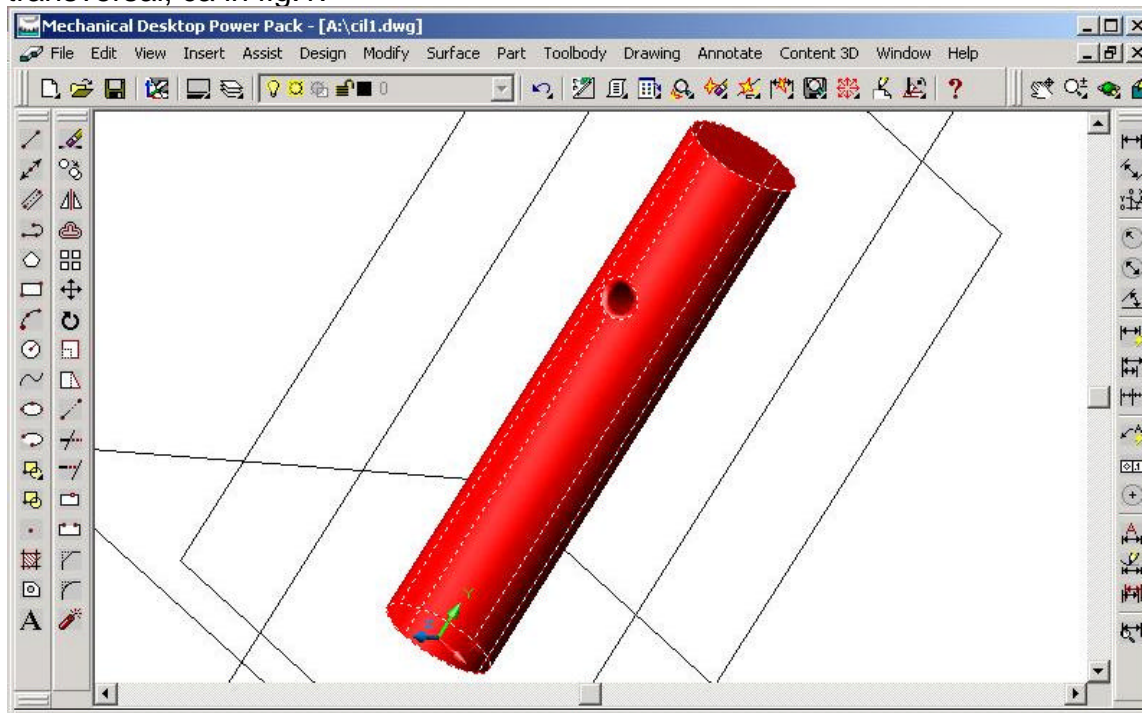 transversal, ca în fig.1.
Mechanical Desktop Power Pack - [A:\cil1.dwg]
File Edit View Insert Assist Design Modify Surface Part Toolbody Drawing Annotate Content 3D Window Help
0
Y
Z